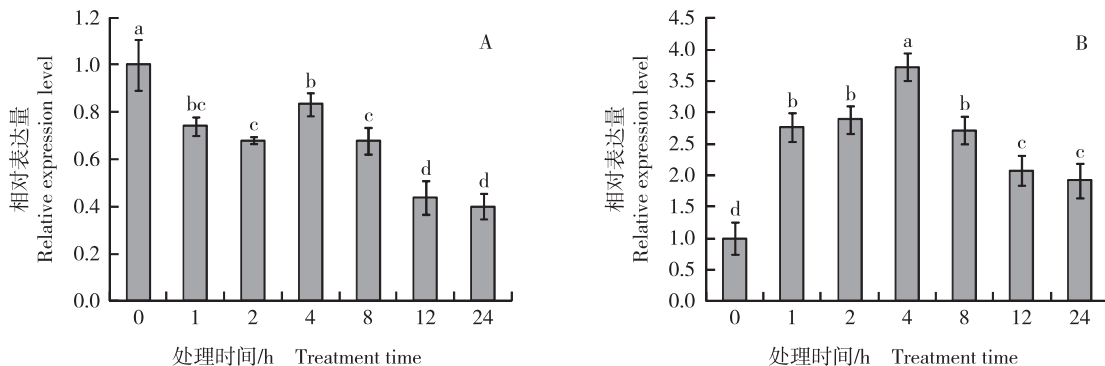 A
相对表达量
Relative expression level
1.2
1.0
0.8
0.6
0.4
0.2
0.0
a
bc
c
b
c
d
d
0 1 2 4 8 12 24
处理时间/h Treatment time
B
相对表达量
Relative expression level
4.5
4.0
3.5
3.0
2.5
2.0
1.5
1.0
0.5
0.0
d
b
b
a
b
c
c
0 1 2 4 8 12 24
处理时间/h Treatment time